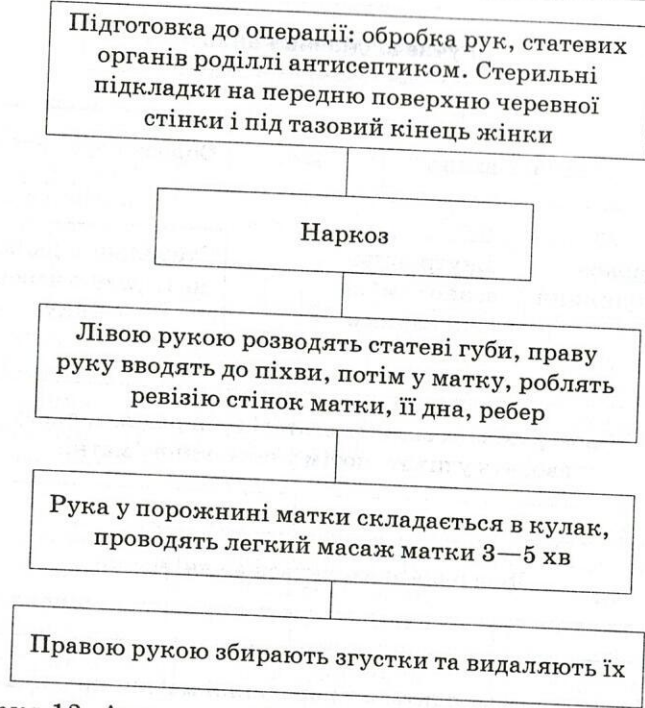 Підготовка до операції: обробка рук, статевих
органів роділлі антисептиком. Стерильні
підкладки на передню поверхню черевної
стінки і під тазовий кінець жінки
Наркоз
Лівою рукою розводять статеві губи, праву
руку вводять до піхви, потім у матку, роблять
ревізію стінок матки, її дна, ребер
Рука у порожнині матки складається в кулак,
проводять легкий масаж матки 3—5 хв
Правою рукою збирають згустки та видаляють їх